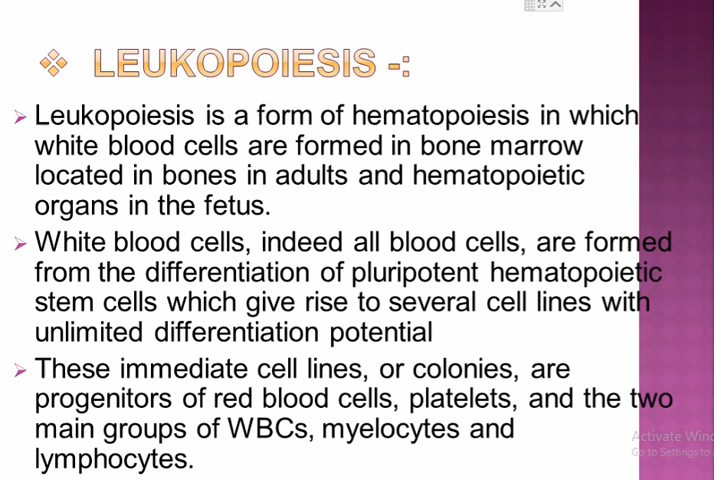 ❖ LEUKOPOIESIS -:
➢ Leukopoiesis is a form of hematopoiesis in which
white blood cells are formed in bone marrow
located in bones in adults and hematopoietic
organs in the fetus.
➢ White blood cells, indeed all blood cells, are formed
from the differentiation of pluripotent hematopoietic
stem cells which give rise to several cell lines with
unlimited differentiation potential
➢ These immediate cell lines, or colonies, are
progenitors of red blood cells, platelets, and the two
main groups of WBCs, myelocytes and
lymphocytes.
Activate Wind
Go to Settings to